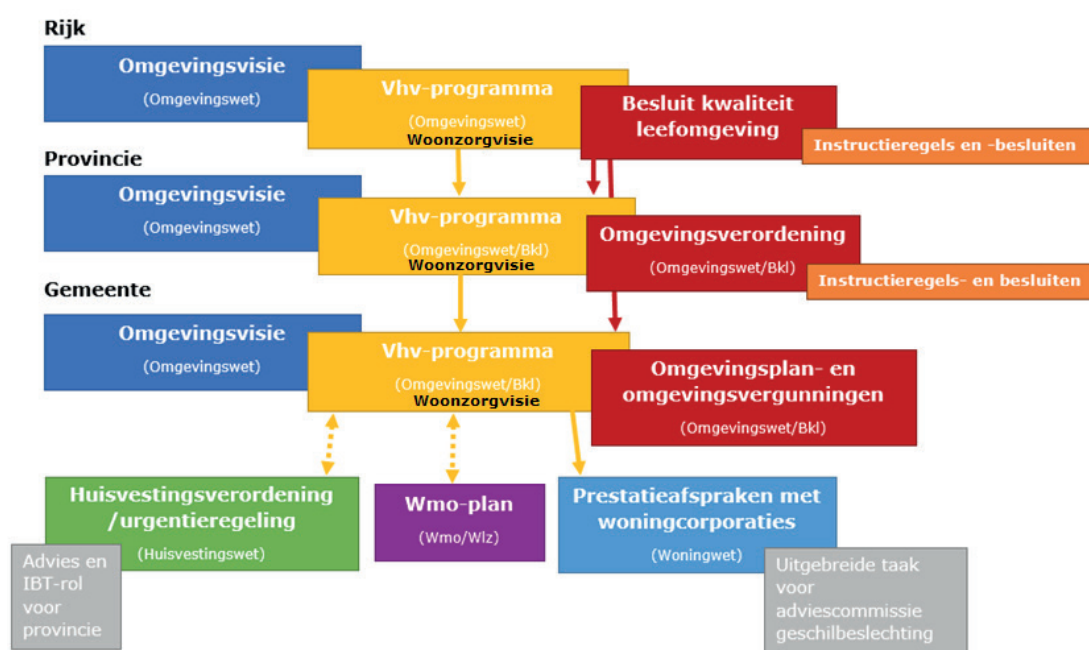 Rijk
Omgevingsvisie
(Omgevingswet)
Vhv-programma
(Omgevingswet)
Woonzorgvisie
Besluit kwaliteit
leefomgeving
Instructieregels en -besluiten
Provincie
Omgevingsvisie
(Omgevingswet)
Vhv-programma
(Omgevingswet/Bkl)
Woonzorgvisie
Omgevingsverordening
(Omgevingswet/Bkl)
Instructieregels- en besluiten
Gemeente
Omgevingsvisie
(Omgevingswet)
Vhv-programma
(Omgevingswet/Bkl)
Woonzorgvisie
Omgevingsplan- en
omgevingsvergunningen
(Omgevingswet/Bkl)
Huisvestingsverordening
/urgentieregeling
(Huisvestingswet)
Advies en
IBT-rol
voor
provincie
Wmo-plan
(Wmo/Wlz)
Prestatieafspraken met
woningcorporaties
(Woningwet)
Uitgebreide taak
voor
adviescommissie
geschilbeslechting